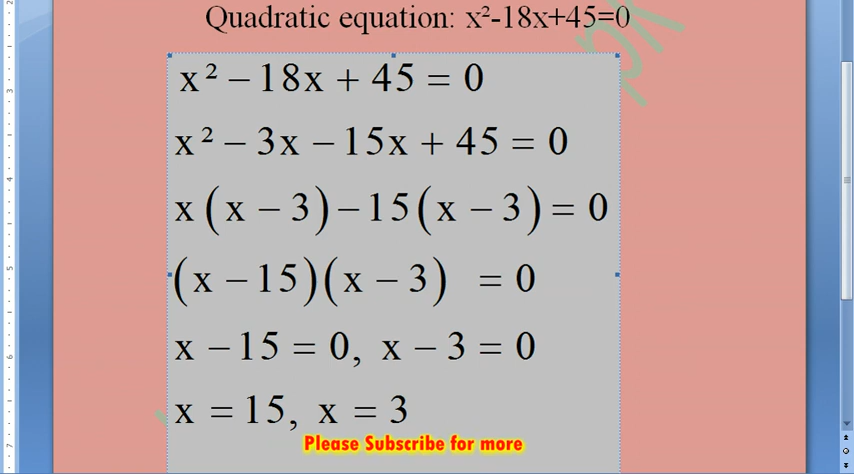 Quadratic equation: x²-18x+45=0
x² − 18x + 45 = 0
x² − 3x − 15x + 45 = 0
x(x − 3) − 15(x − 3) = 0
(x − 15)(x − 3) = 0
x − 15 = 0, x − 3 = 0
x = 15, x = 3
Please Subscribe for more